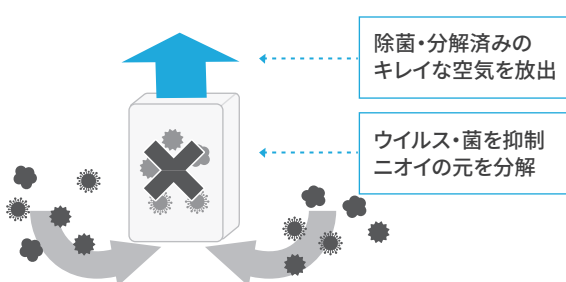 除菌・分解済みの
キレイな空気を放出
ウイルス・菌を抑制
ニオイの元を分解